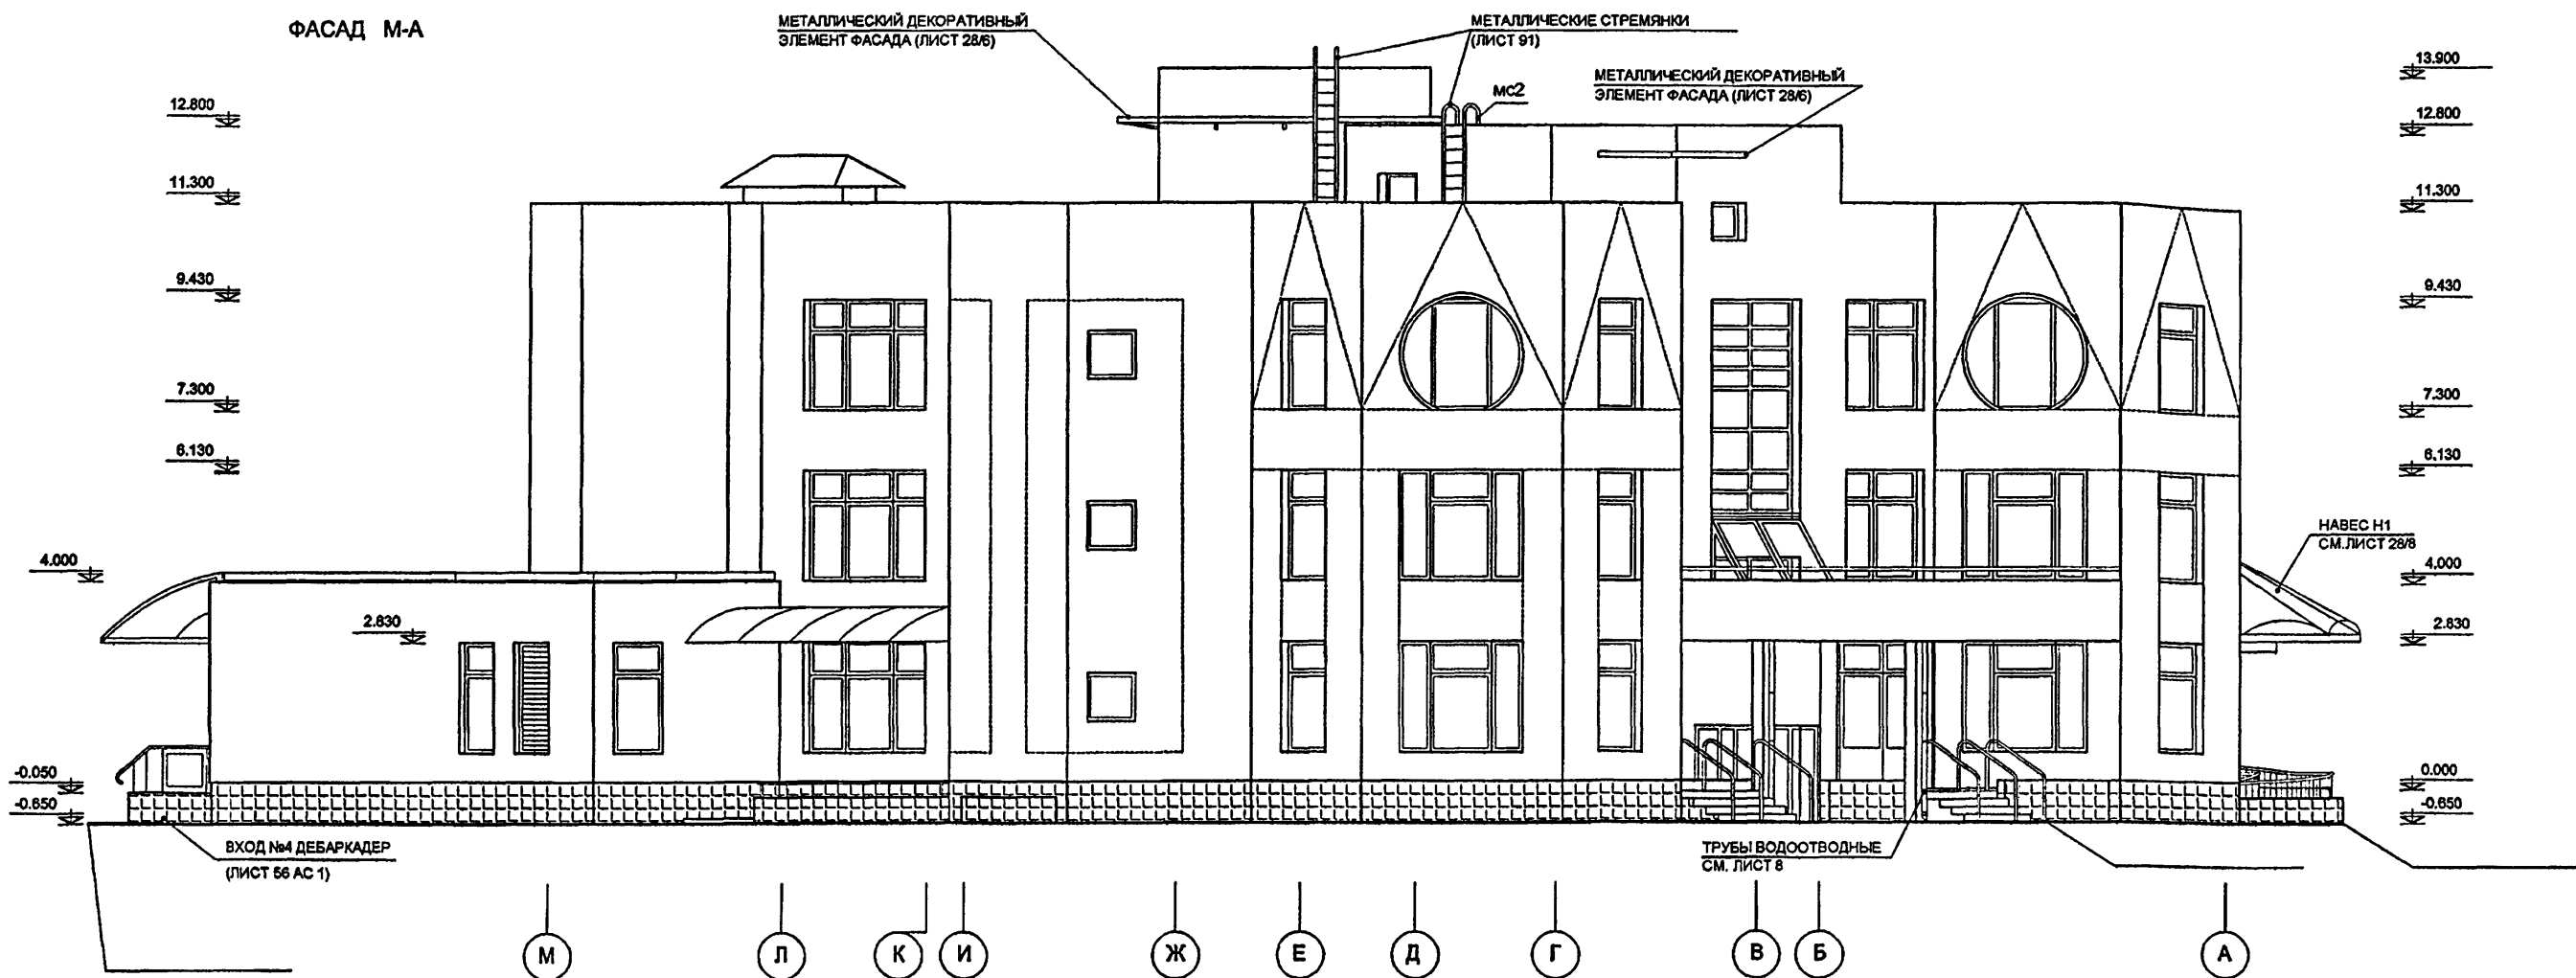 ФАСАД М-А
МЕТАЛЛИЧЕСКИЙ ДЕКОРАТИВНЫЙ
ЭЛЕМЕНТ ФАСАДА (ЛИСТ 28/6)
МЕТАЛЛИЧЕСКИЕ СТРЕМЯНКИ
(ЛИСТ 91)
МЕТАЛЛИЧЕСКИЙ ДЕКОРАТИВНЫЙ
ЭЛЕМЕНТ ФАСАДА (ЛИСТ 28/6)
мс2
12.800
11.300
9.430
7.300
6.130
4.000
2.830
-0.050
-0.650
13.900
12.800
11.300
9.430
7.300
6.130
НАВЕС Н1
СМ.ЛИСТ 28/8
4.000
2.830
0.000
-0.650
ВХОД №4 ДЕБАРКАДЕР
(ЛИСТ 56 АС 1)
ТРУБЫ ВОДООТВОДНЫЕ
СМ. ЛИСТ 8
М Л К И Ж Е Д Г В Б А